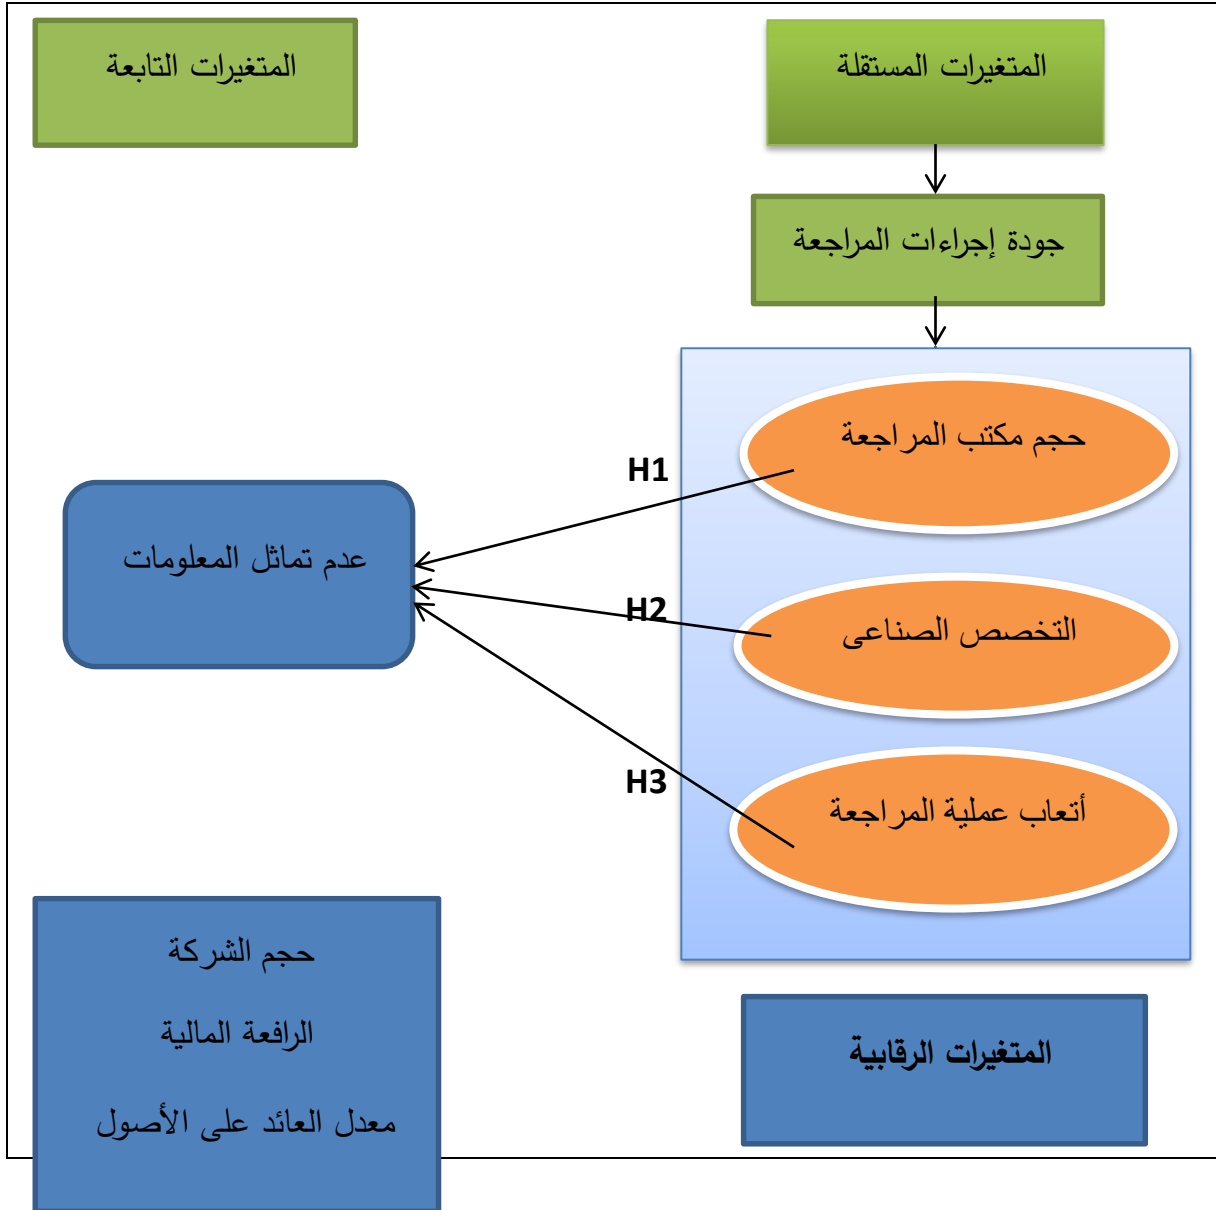 المتغيرات المستقلة
المتغيرات التابعة
جودة إجراءات المراجعة
حجم مكتب المراجعة
H1
عدم تماثل المعلومات
التخصص الصناعى
H2
أتعاب عملية المراجعة
H3
المتغيرات الرقابية
حجم الشركة
الرافعة المالية
معدل العائد على الأصول